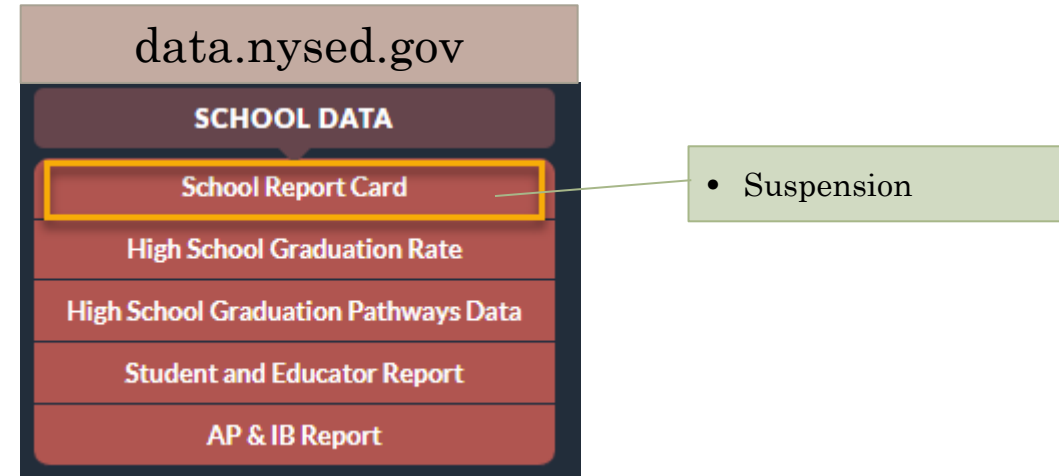 data.nysed.gov
SCHOOL DATA
School Report Card
• Suspension
High School Graduation Rate
High School Graduation Pathways Data
Student and Educator Report
AP & IB Report